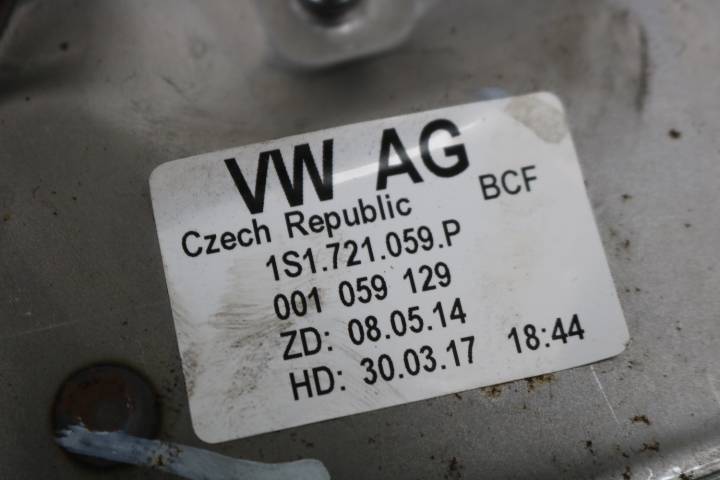 VW AG
Czech Republic BCF
1S1.721.059.P
001 059 129
ZD: 08.05.14
HD: 30.03.17 18:44